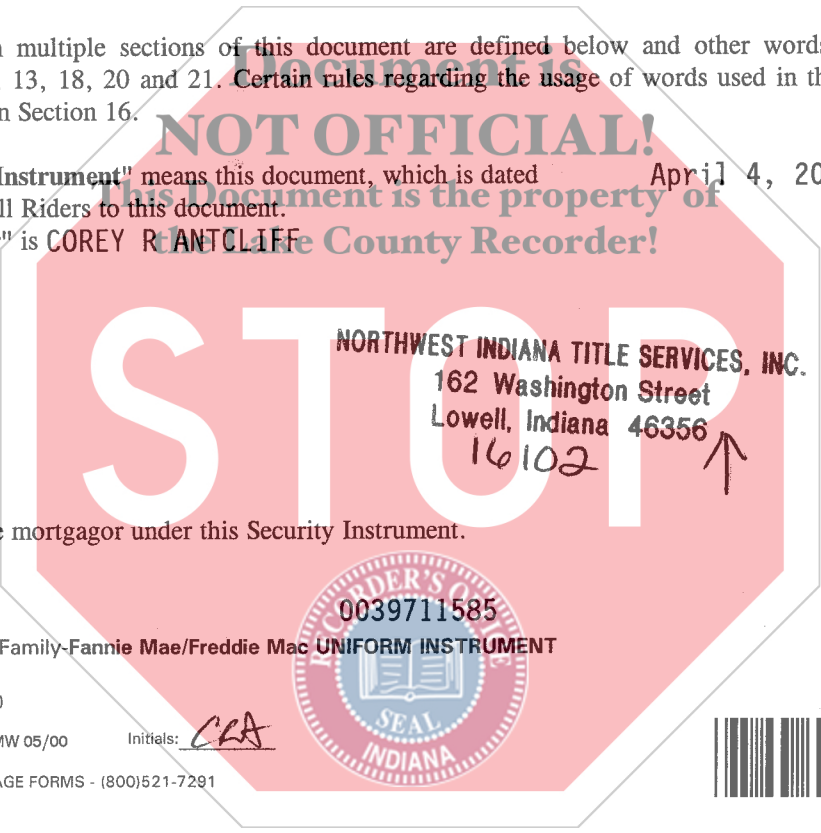 multiple sections of this document are defined below and other words
13, 18, 20 and 21. Certain rules regarding the usage of words used in
n Section 16.
Document is
NOT OFFICIAL!
This Document is the property of
the Lake County Recorder!
Instrument" means this document, which is dated April 4, 20
ll Riders to this document.
" is COREY R ANTCLIFF
STOP
NORTHWEST INDIANA TITLE SERVICES, INC.
162 Washington Street
Lowell, Indiana 46356
16102
mortgagor under this Security Instrument.
RECORDER'S OFFICE
0039711585
Family-Fannie Mae/Freddie Mac UNIFORM INSTRUMENT
SEAL
INDIANA
MW 05/00 Initials: CRA
AGE FORMS - (800)521-7291